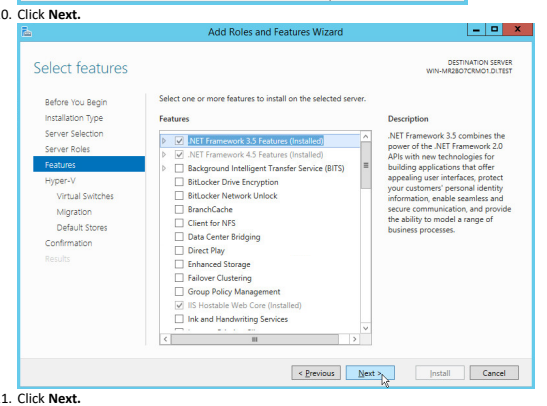 0. Click Next.
Add Roles and Features Wizard
Select features
DESTINATION SERVER
WIN-MR28O7CRMO1.DI.TEST
Before You Begin
Installation Type
Server Selection
Server Roles
Features
Hyper-V
Virtual Switches
Migration
Default Stores
Confirmation
Results
Select one or more features to install on the selected server.
Features
.NET Framework 3.5 Features (Installed)
.NET Framework 4.5 Features (Installed)
Background Intelligent Transfer Service (BITS)
BitLocker Drive Encryption
BitLocker Network Unlock
BranchCache
Client for NFS
Data Center Bridging
Direct Play
Enhanced Storage
Failover Clustering
Group Policy Management
IIS Hostable Web Core (Installed)
Ink and Handwriting Services
Description
.NET Framework 3.5 combines the
power of the .NET Framework 2.0
APIs with new technologies for
building applications that offer
appealing user interfaces, protect
your customers' personal identity
information, enable seamless and
secure communication, and provide
the ability to model a range of
business processes.
< Previous
Next >
Install
Cancel
1. Click Next.